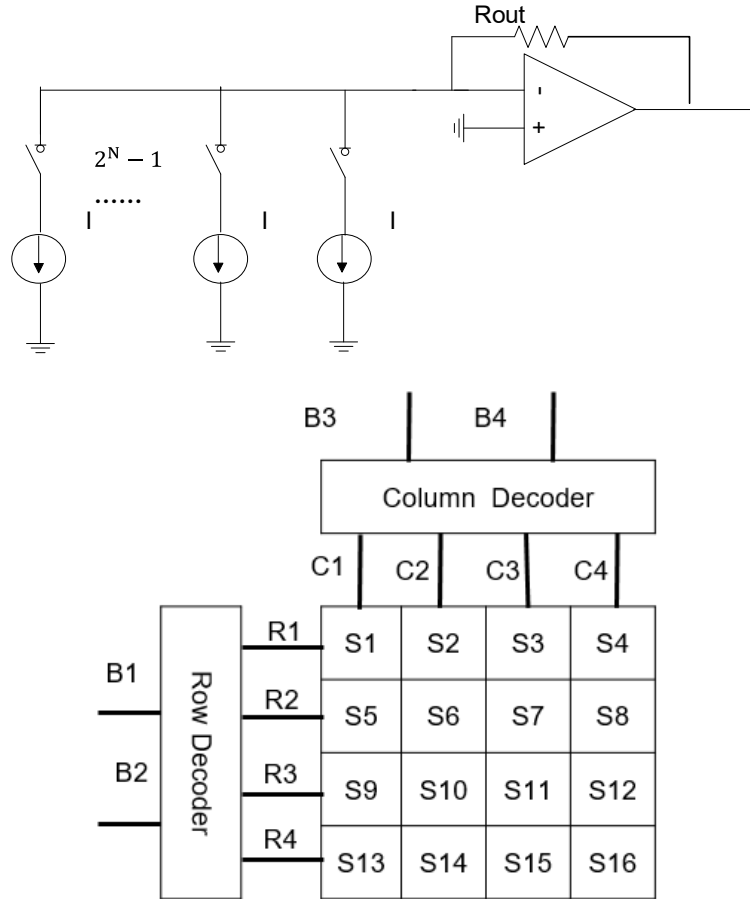 Rout
-
+
2ᴺ − 1
......
I I I
B3 B4
Column Decoder
C1 C2 C3 C4
R1 S1 S2 S3 S4
B1
R2 S5 S6 S7 S8
B2
R3 S9 S10 S11 S12
R4 S13 S14 S15 S16
Row Decoder